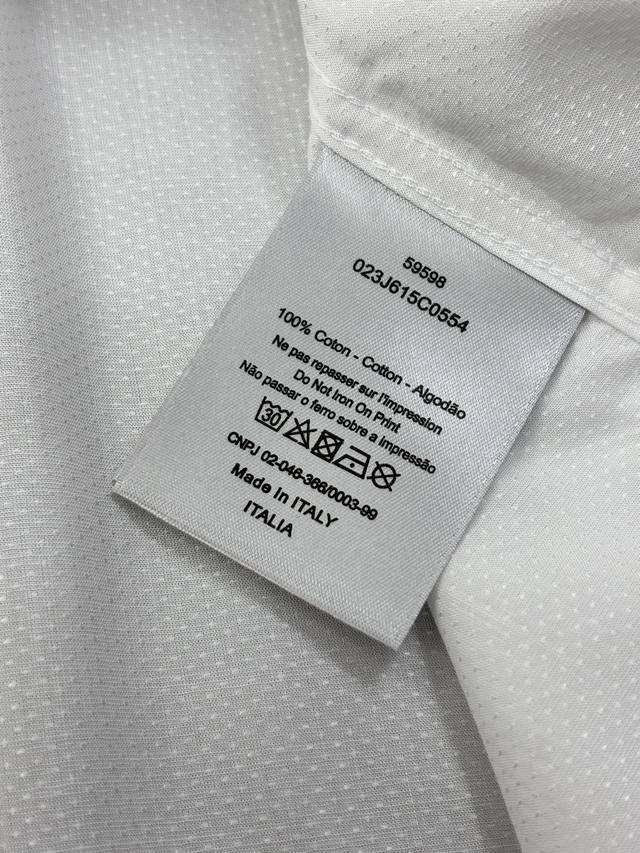 59598
023J615C0554
100% Coton - Cotton - Algodão
Ne pas repasser sur l'impression
Do Not Iron On Print
Não passar o ferro sobre a impressão
30
CNPJ 02-046-368/0003-99
Made in ITALY
ITALIA